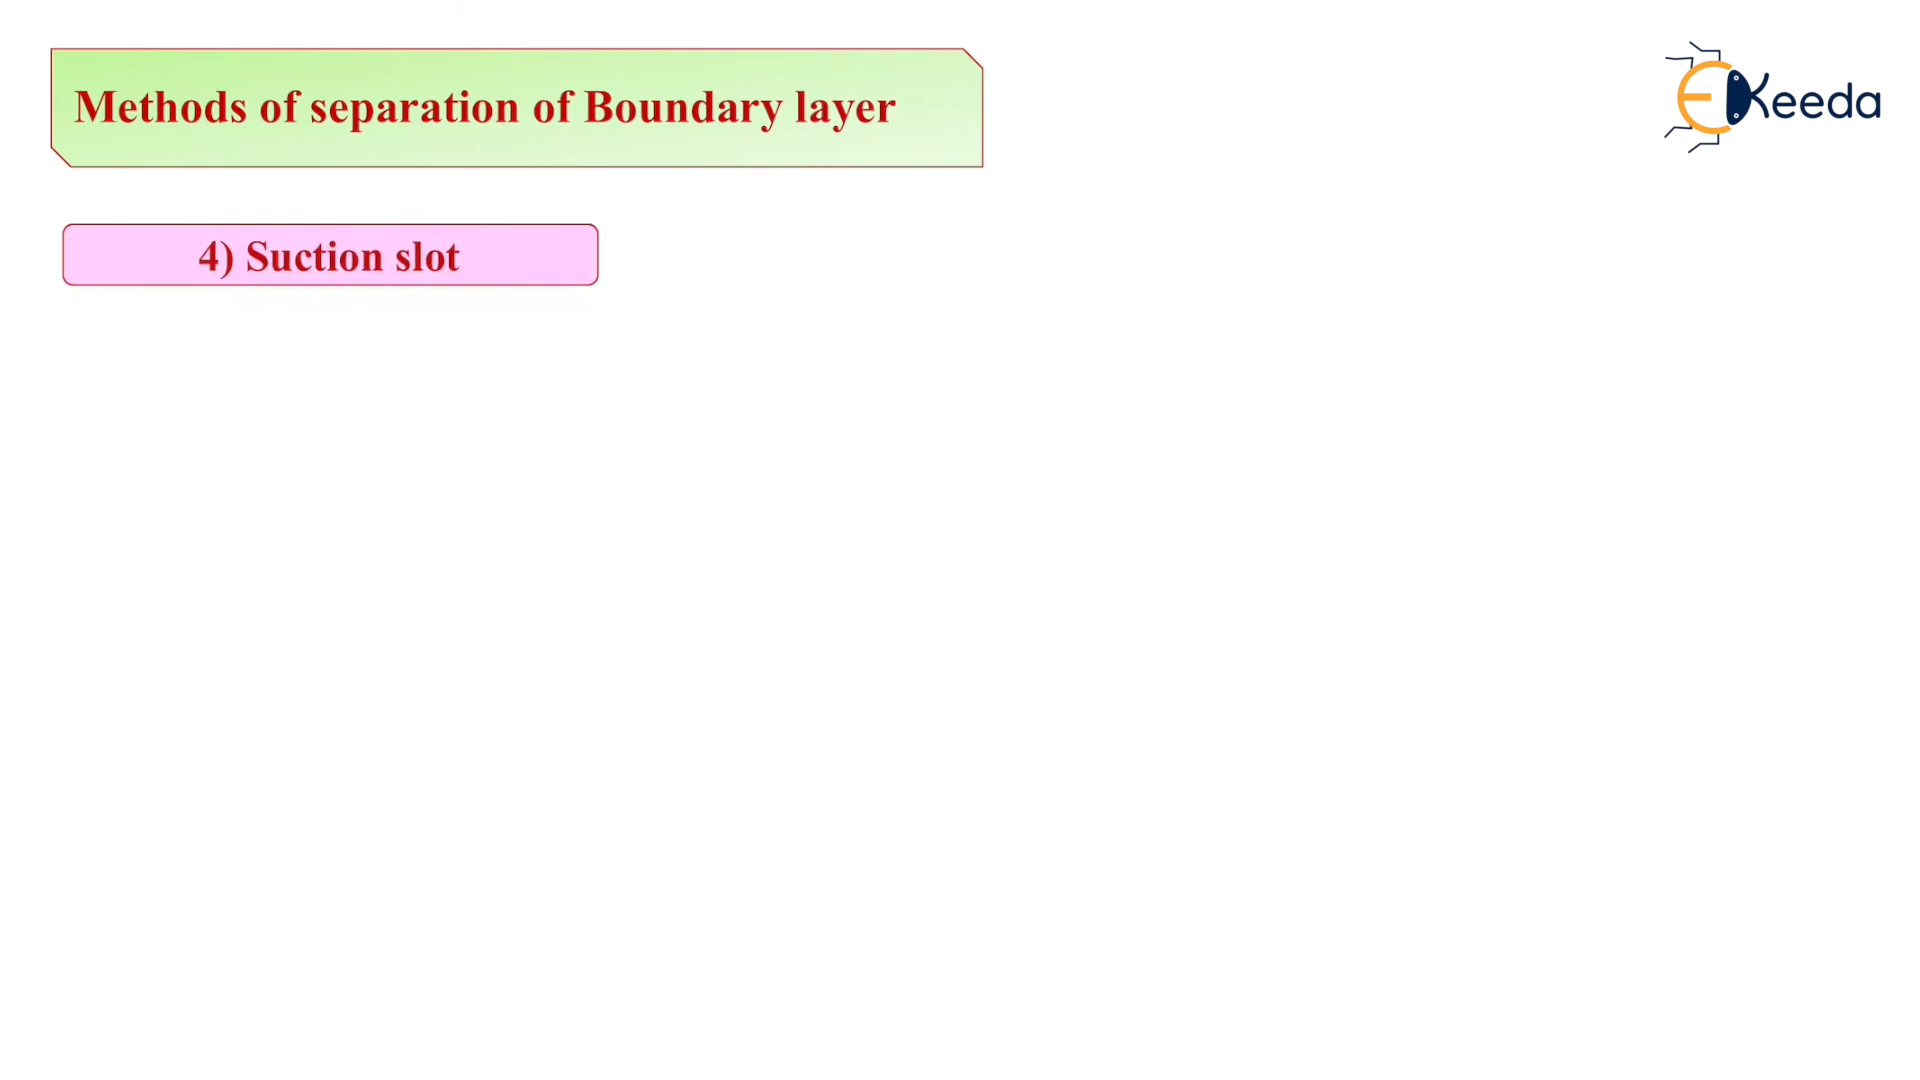 Methods of separation of Boundary layer
EKeeda
4) Suction slot